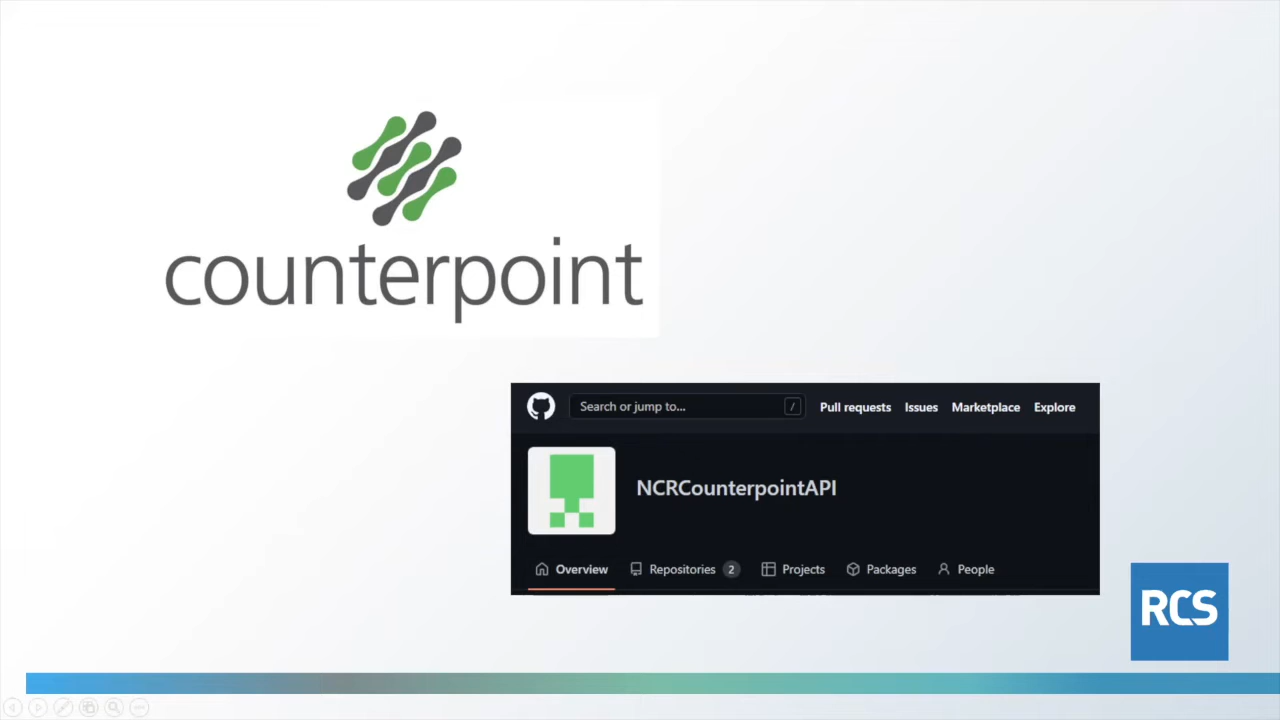 counterpoint
Search or jump to... /
Pull requests Issues Marketplace Explore
NCRCounterpointAPI
Overview Repositories 2 Projects Packages People
RCS